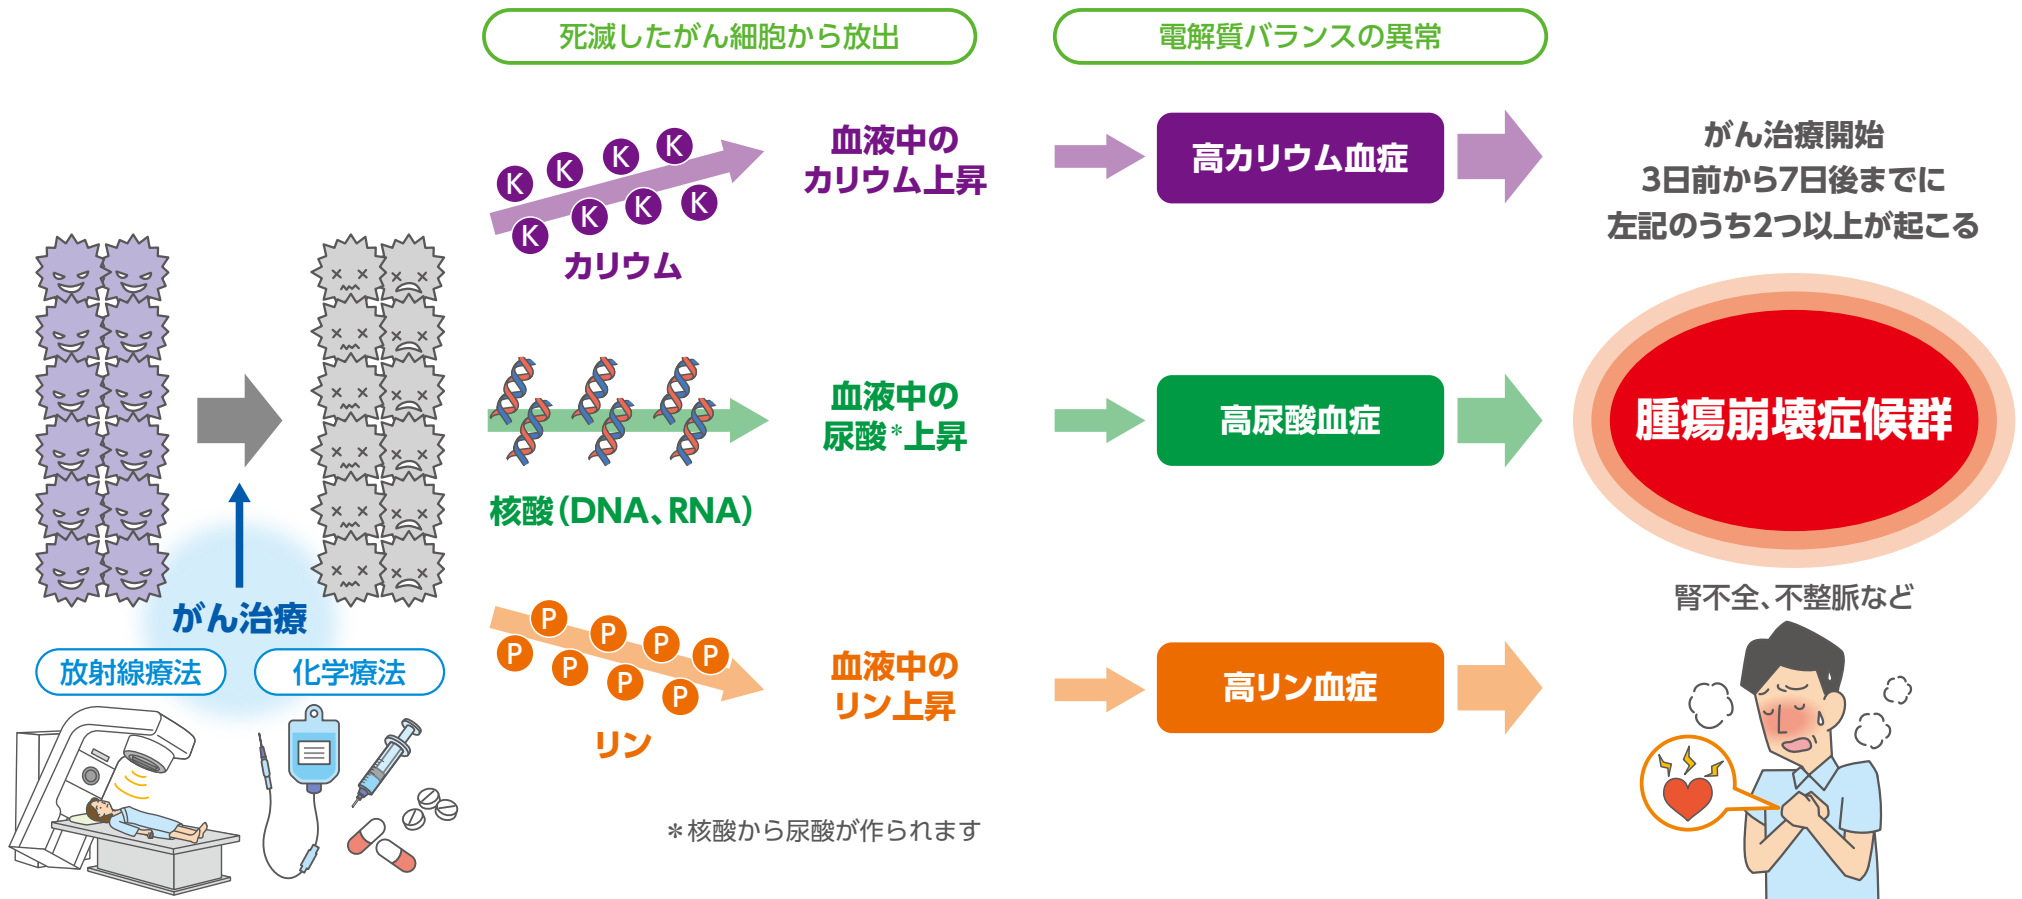 死滅したがん細胞から放出
電解質バランスの異常
K
K
K
K
K
K
K
K
カリウム
血液中の
カリウム上昇
高カリウム血症
がん治療開始
3日前から7日後までに
左記のうち2つ以上が起こる
核酸（DNA、RNA）
血液中の
尿酸*上昇
高尿酸血症
腫瘍崩壊症候群
腎不全、不整脈など
がん治療
放射線療法
化学療法
P
P
P
P
P
P
P
P
リン
血液中の
リン上昇
高リン血症
*核酸から尿酸が作られます